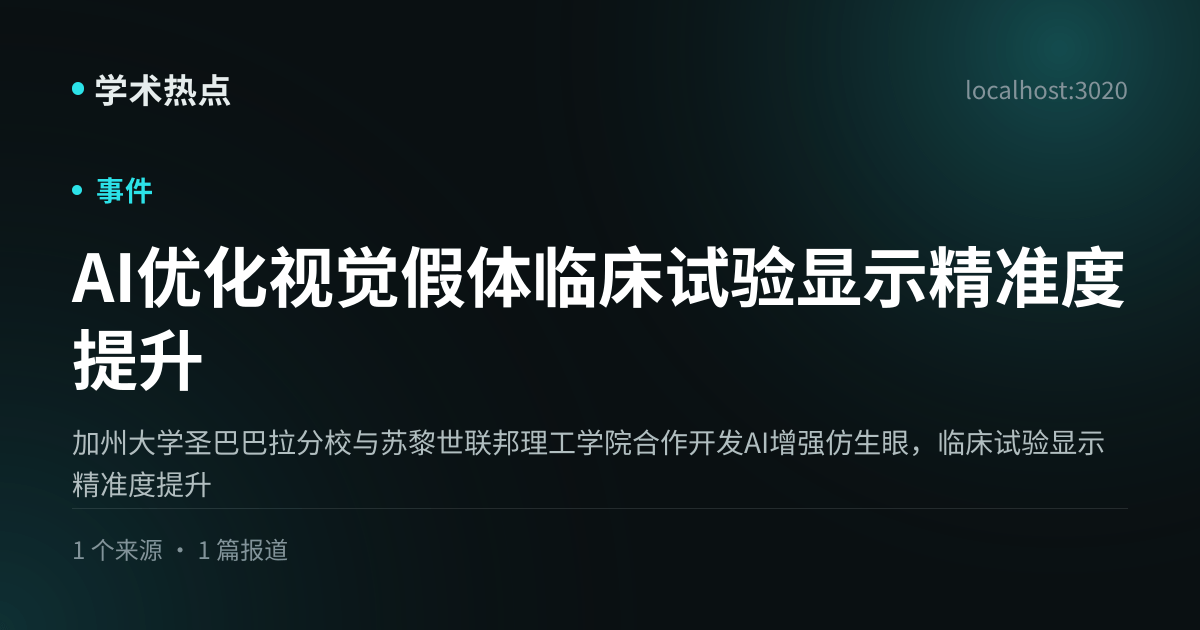 学术热点
localhost:3020
事件
AI优化视觉假体临床试验显示精准度
提升
加州大学圣巴巴拉分校与苏黎世联邦理工学院合作开发AI增强仿生眼，临床试验显示
精准度提升
1 个来源 · 1 篇报道